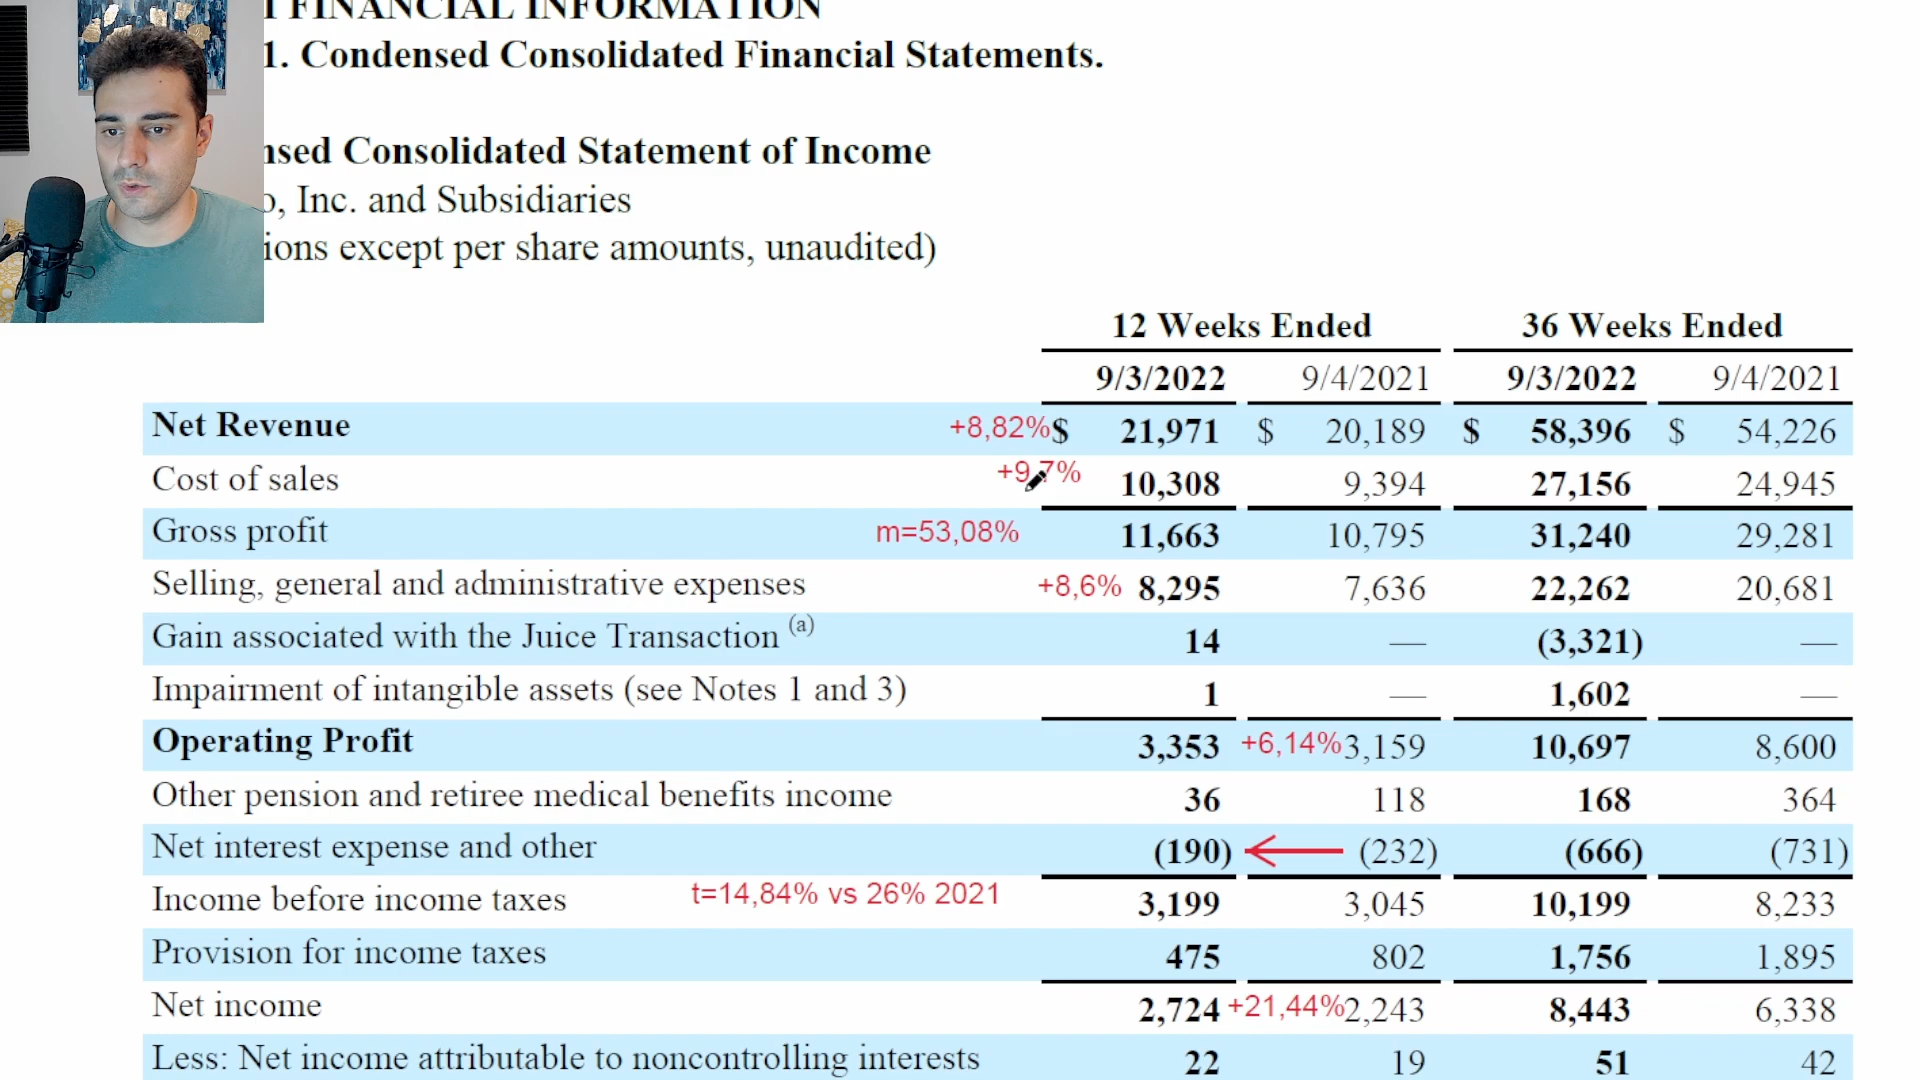 FINANCIAL INFORMATION
1. Condensed Consolidated Financial Statements.
nsed Consolidated Statement of Income
o, Inc. and Subsidiaries
ions except per share amounts, unaudited)
12 Weeks Ended 36 Weeks Ended
9/3/2022 9/4/2021 9/3/2022 9/4/2021
Net Revenue +8,82% $ 21,971 $ 20,189 $ 58,396 $ 54,226
Cost of sales +9,7% 10,308 9,394 27,156 24,945
Gross profit m=53,08% 11,663 10,795 31,240 29,281
Selling, general and administrative expenses +8,6% 8,295 7,636 22,262 20,681
Gain associated with the Juice Transaction (a) 14 — (3,321) —
Impairment of intangible assets (see Notes 1 and 3) 1 — 1,602 —
Operating Profit 3,353 +6,14% 3,159 10,697 8,600
Other pension and retiree medical benefits income 36 118 168 364
Net interest expense and other (190) (232) (666) (731)
Income before income taxes t=14,84% vs 26% 2021 3,199 3,045 10,199 8,233
Provision for income taxes 475 802 1,756 1,895
Net income 2,724 +21,44% 2,243 8,443 6,338
Less: Net income attributable to noncontrolling interests 22 19 51 42